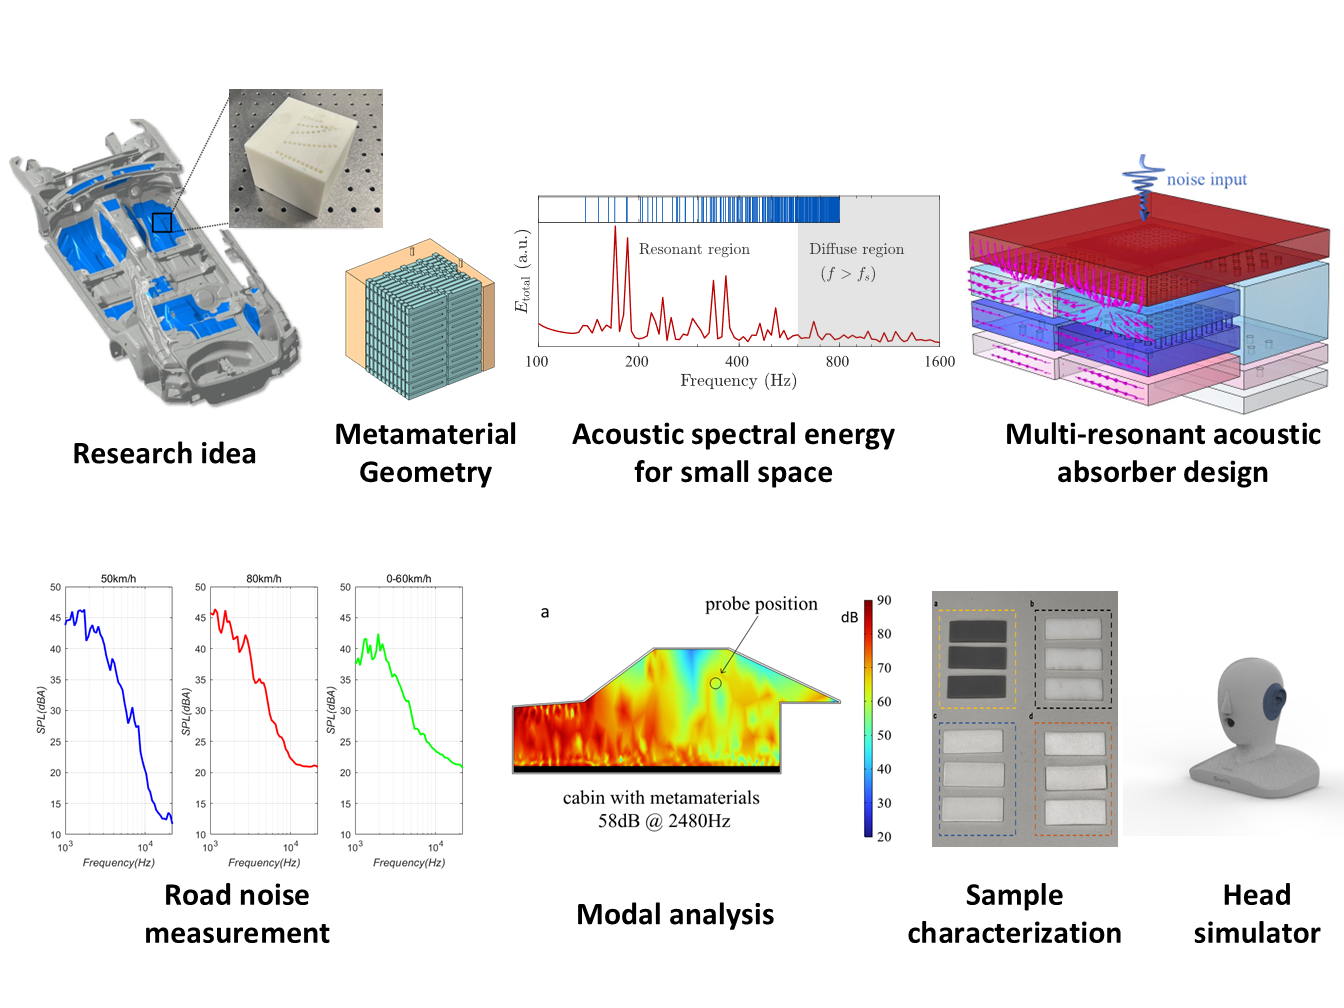 noise input
Resonant region
Diffuse region
(f > fs)
Etotal (a.u.)
100
200
400
800
1600
Frequency (Hz)
Research idea
Metamaterial
Geometry
Acoustic spectral energy
for small space
Multi-resonant acoustic
absorber design
50km/h
50
45
40
35
30
25
20
15
10
SPL(dBA)
10^3
10^4
Frequency(Hz)
80km/h
50
45
40
35
30
25
20
15
10
SPL(dBA)
10^3
10^4
Frequency(Hz)
0-60km/h
50
45
40
35
30
25
20
15
10
SPL(dBA)
10^3
10^4
Frequency(Hz)
a
probe position
dB
90
80
70
60
50
40
30
20
cabin with metamaterials
58dB @ 2480Hz
a
b
c
d
Road noise
measurement
Modal analysis
Sample
characterization
Head
simulator